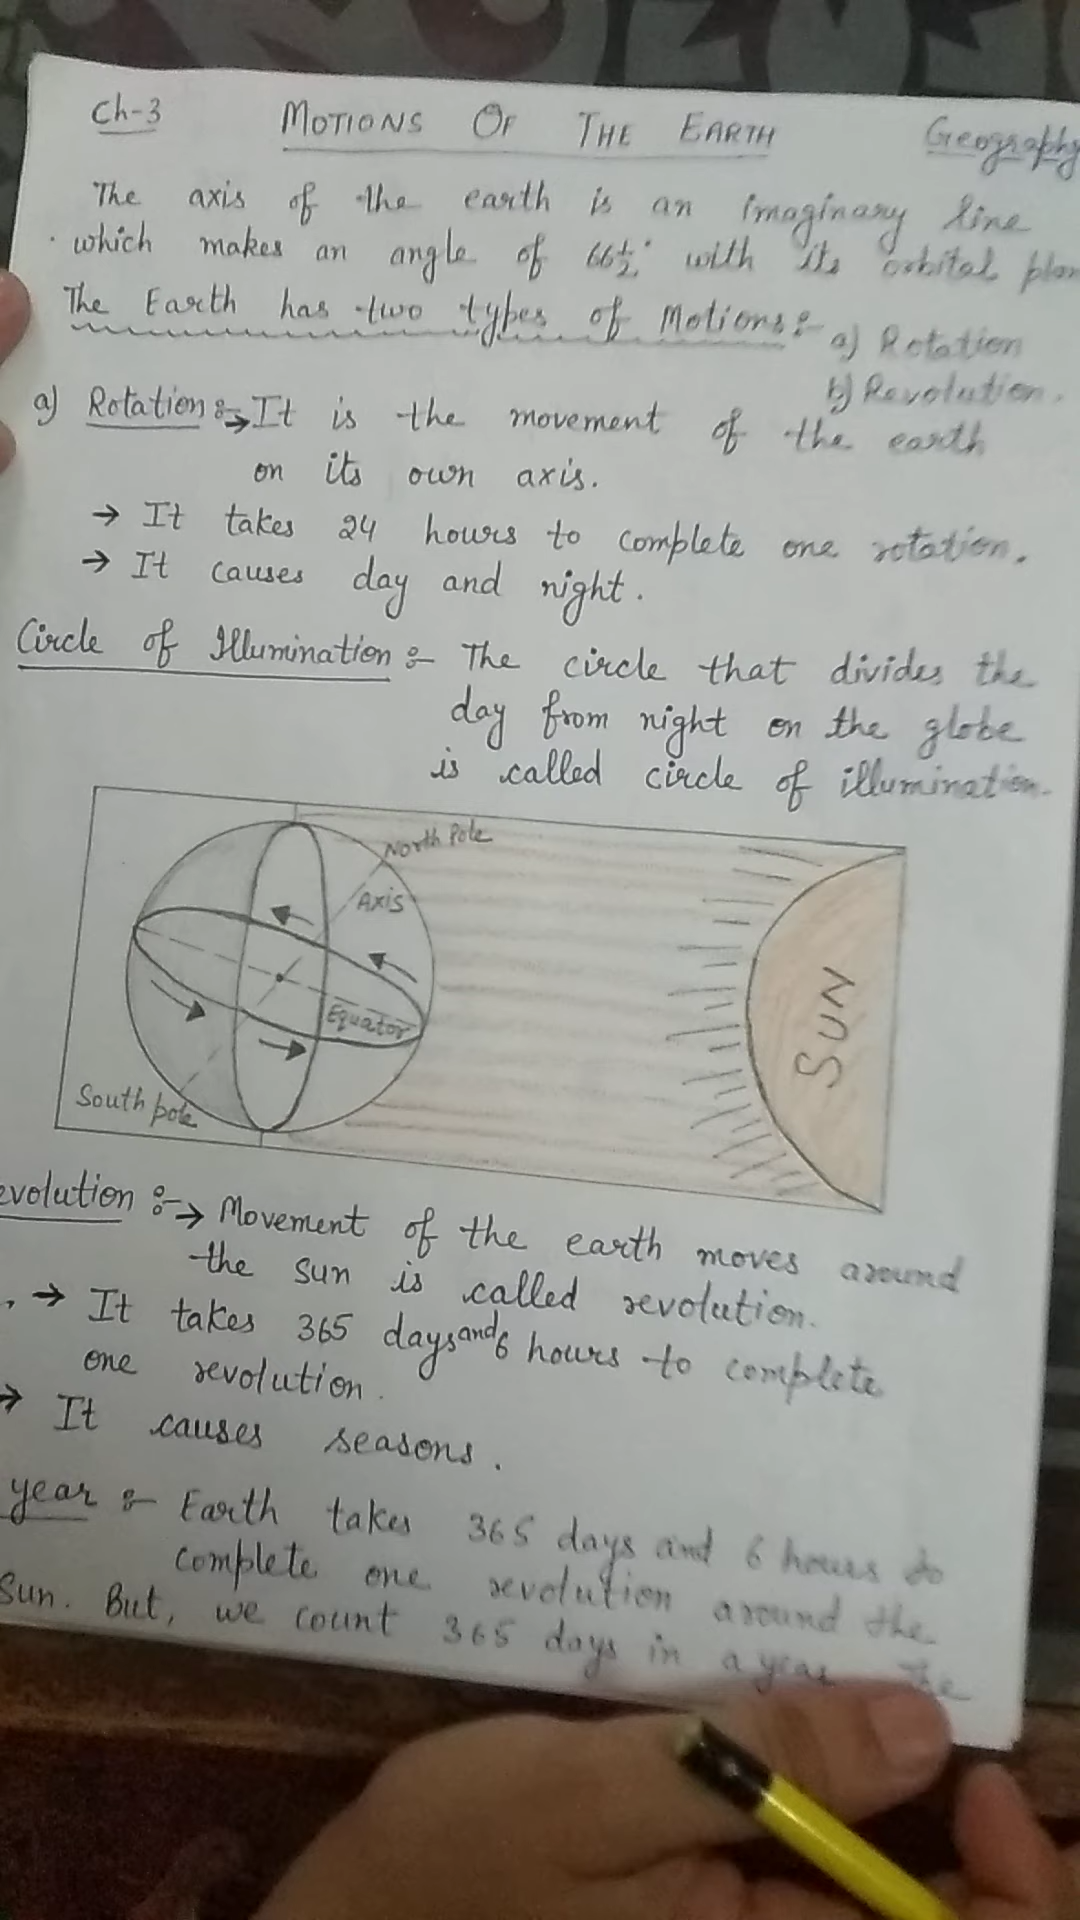 Ch-3 MOTIONS OF THE EARTH Geography
The axis of the earth is an imaginary line
which makes an angle of 66½° with its orbital plan
The Earth has two types of Motions:-
a) Rotation
b) Revolution.
a) Rotation :-→ It is the movement of the earth
on its own axis.
→ It takes 24 hours to complete one rotation.
→ It causes day and night.
Circle of Illumination :- The circle that divides the
day from night on the globe
is called circle of illumination.
North Pole
Axis
Equator
South pole
SUN
evolution :-→ Movement of the earth moves around
the sun is called revolution.
→ It takes 365 days and 6 hours to complete
one revolution.
→ It causes seasons.
year :- Earth takes 365 days and 6 hours to
complete one revolution around the
Sun. But, we count 365 days in a year. The